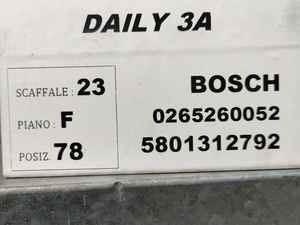 DAILY 3A
SCAFFALE: 23
PIANO: F
POSIZ. 78
BOSCH
0265260052
5801312792